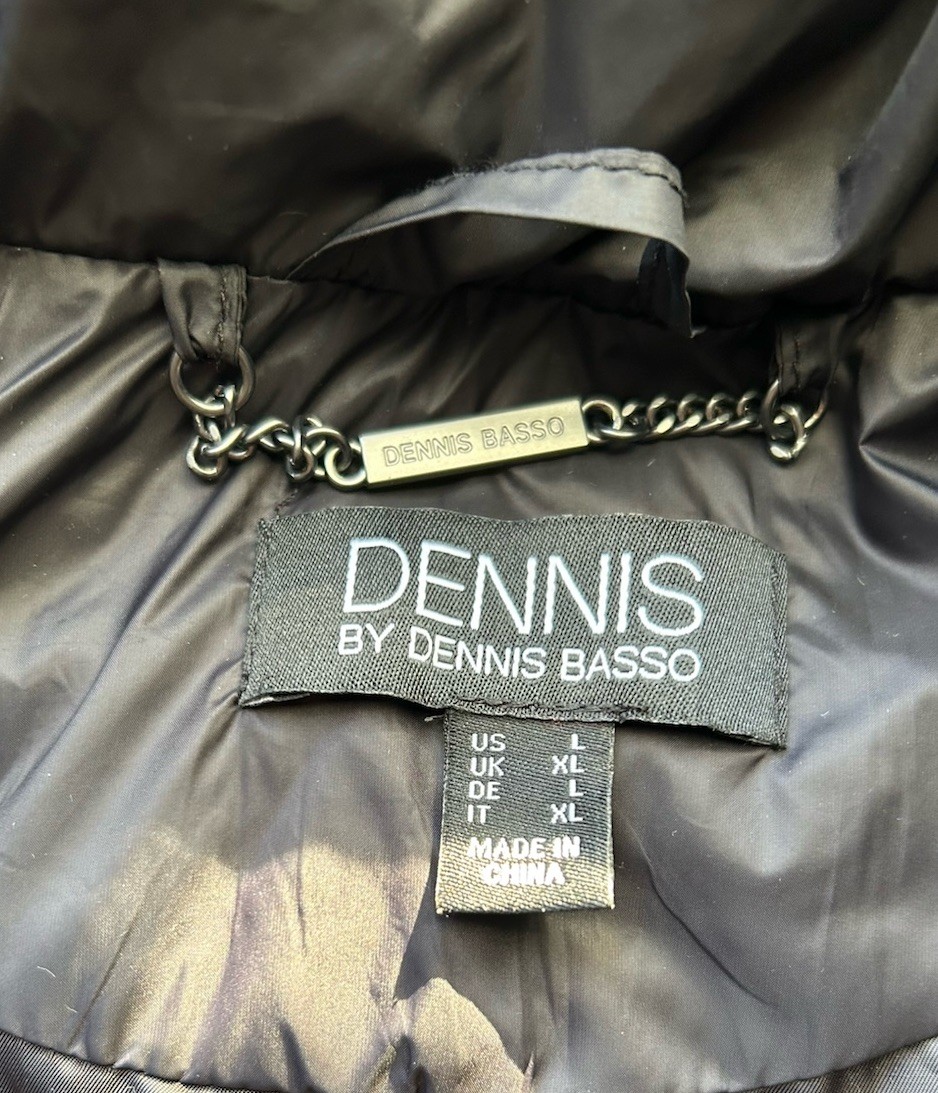 DENNIS BASSO
DENNIS
BY DENNIS BASSO
US L
UK XL
DE L
IT XL
MADE IN
CHINA